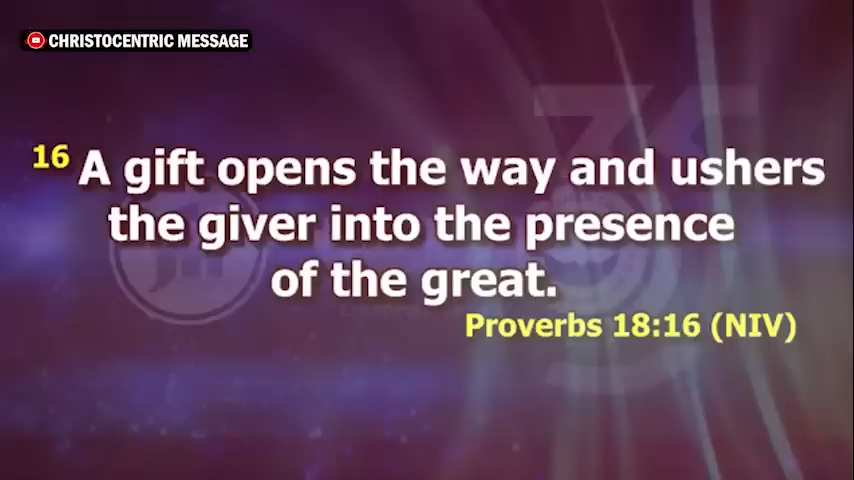 CHRISTOCENTRIC MESSAGE
16 A gift opens the way and ushers
the giver into the presence
of the great.
Proverbs 18:16 (NIV)
35